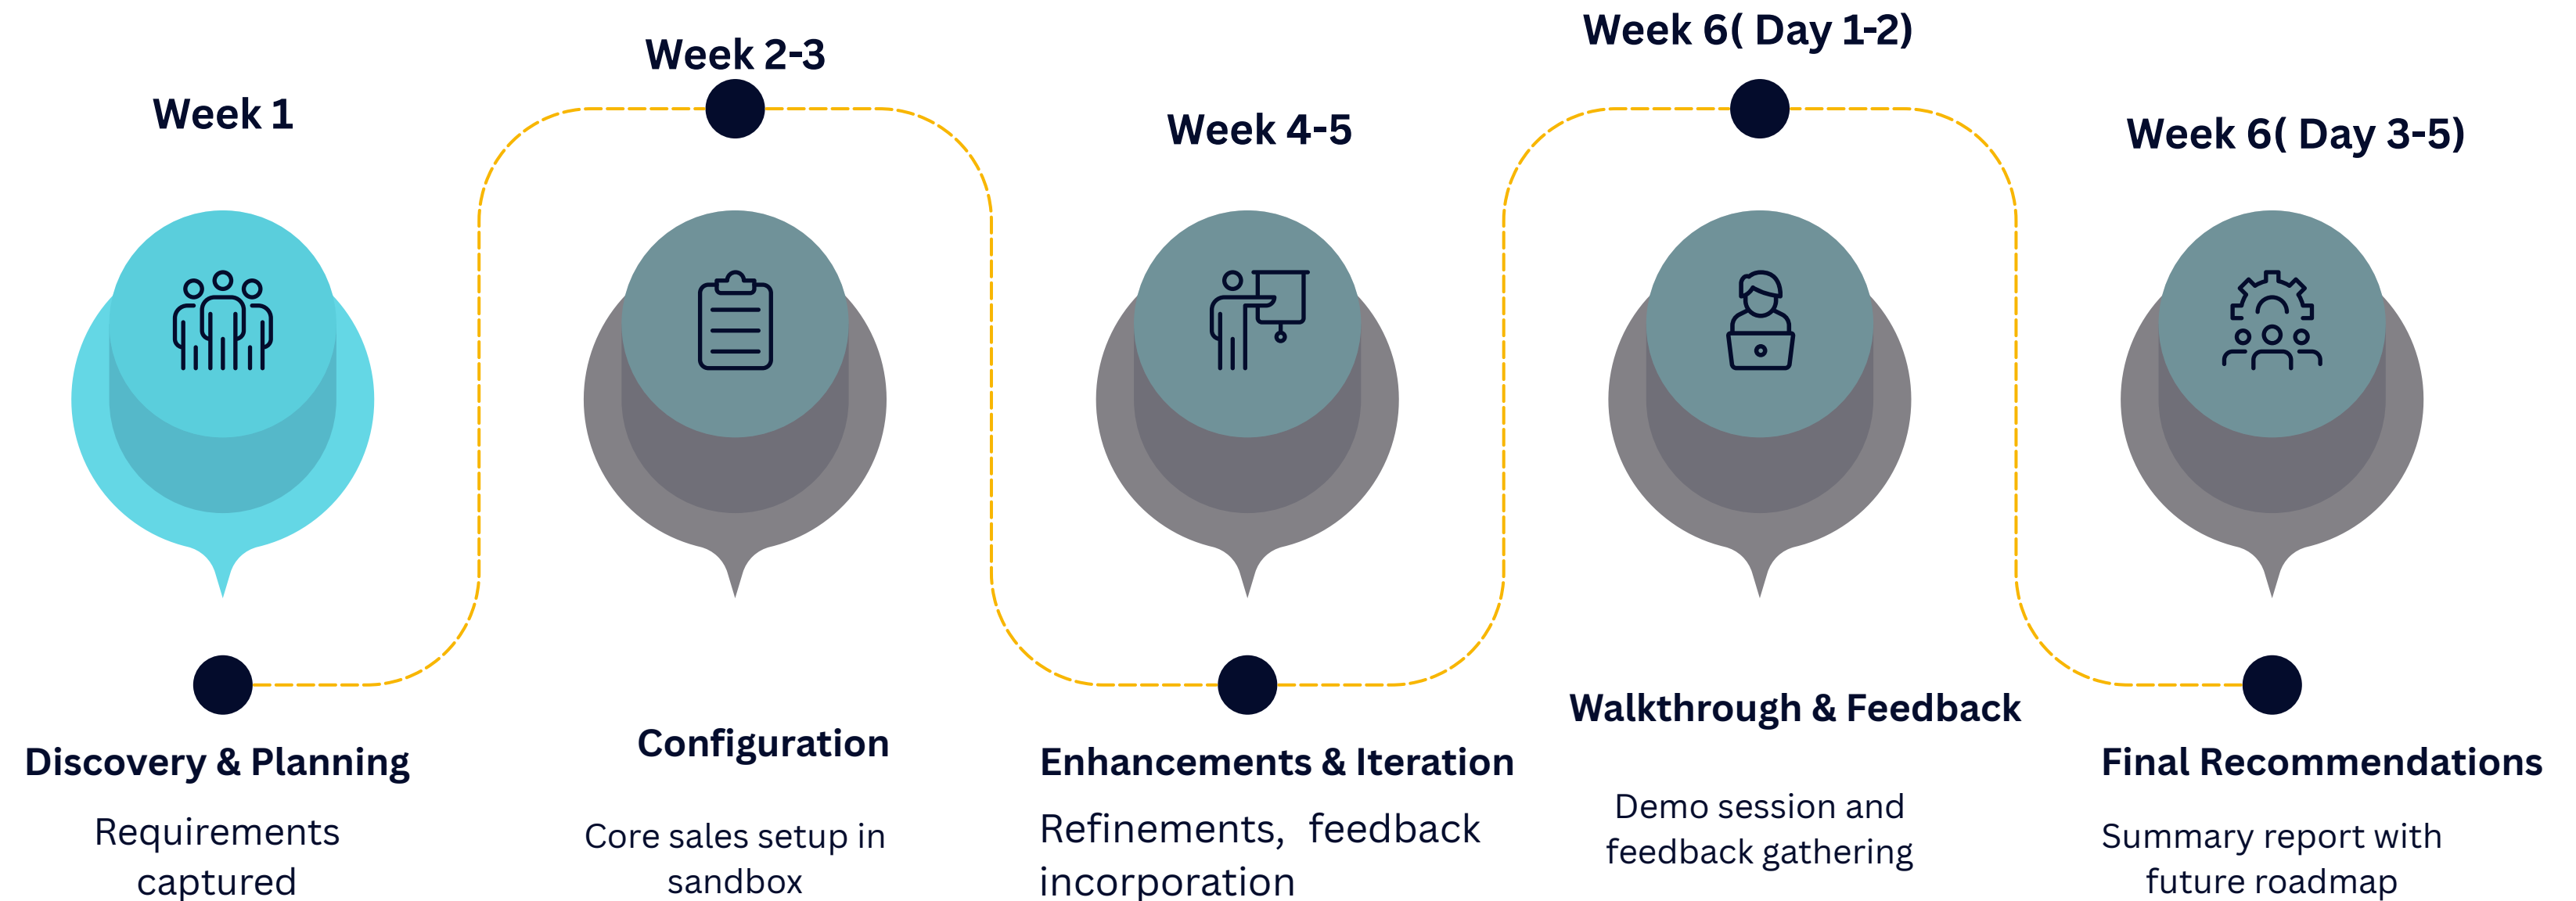 Week 1
Week 2-3
Week 4-5
Week 6( Day 1-2)
Week 6( Day 3-5)
Discovery & Planning
Requirements
captured
Configuration
Core sales setup in
sandbox
Enhancements & Iteration
Refinements, feedback
incorporation
Walkthrough & Feedback
Demo session and
feedback gathering
Final Recommendations
Summary report with
future roadmap